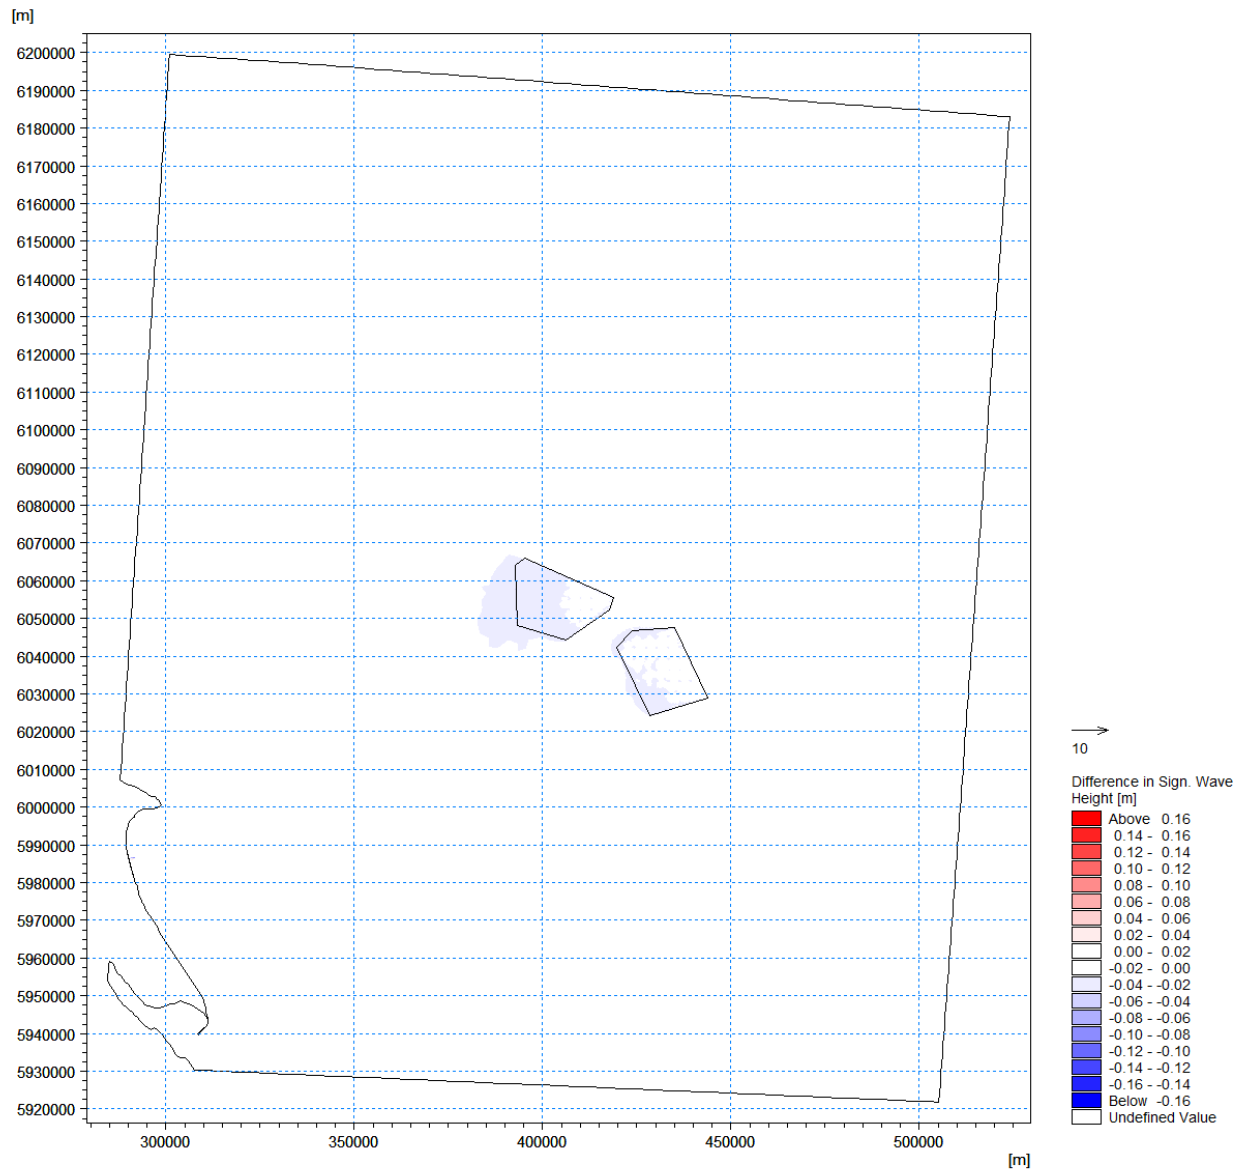 [m]
6200000
6190000
6180000
6170000
6160000
6150000
6140000
6130000
6120000
6110000
6100000
6090000
6080000
6070000
6060000
6050000
6040000
6030000
6020000
6010000
6000000
5990000
5980000
5970000
5960000
5950000
5940000
5930000
5920000
300000 350000 400000 450000 500000
[m]
10
Difference in Sign. Wave
Height [m]
Above 0.16
0.14 - 0.16
0.12 - 0.14
0.10 - 0.12
0.08 - 0.10
0.06 - 0.08
0.04 - 0.06
0.02 - 0.04
0.00 - 0.02
-0.02 - 0.00
-0.04 - -0.02
-0.06 - -0.04
-0.08 - -0.06
-0.10 - -0.08
-0.12 - -0.10
-0.14 - -0.12
-0.16 - -0.14
Below -0.16
Undefined Value